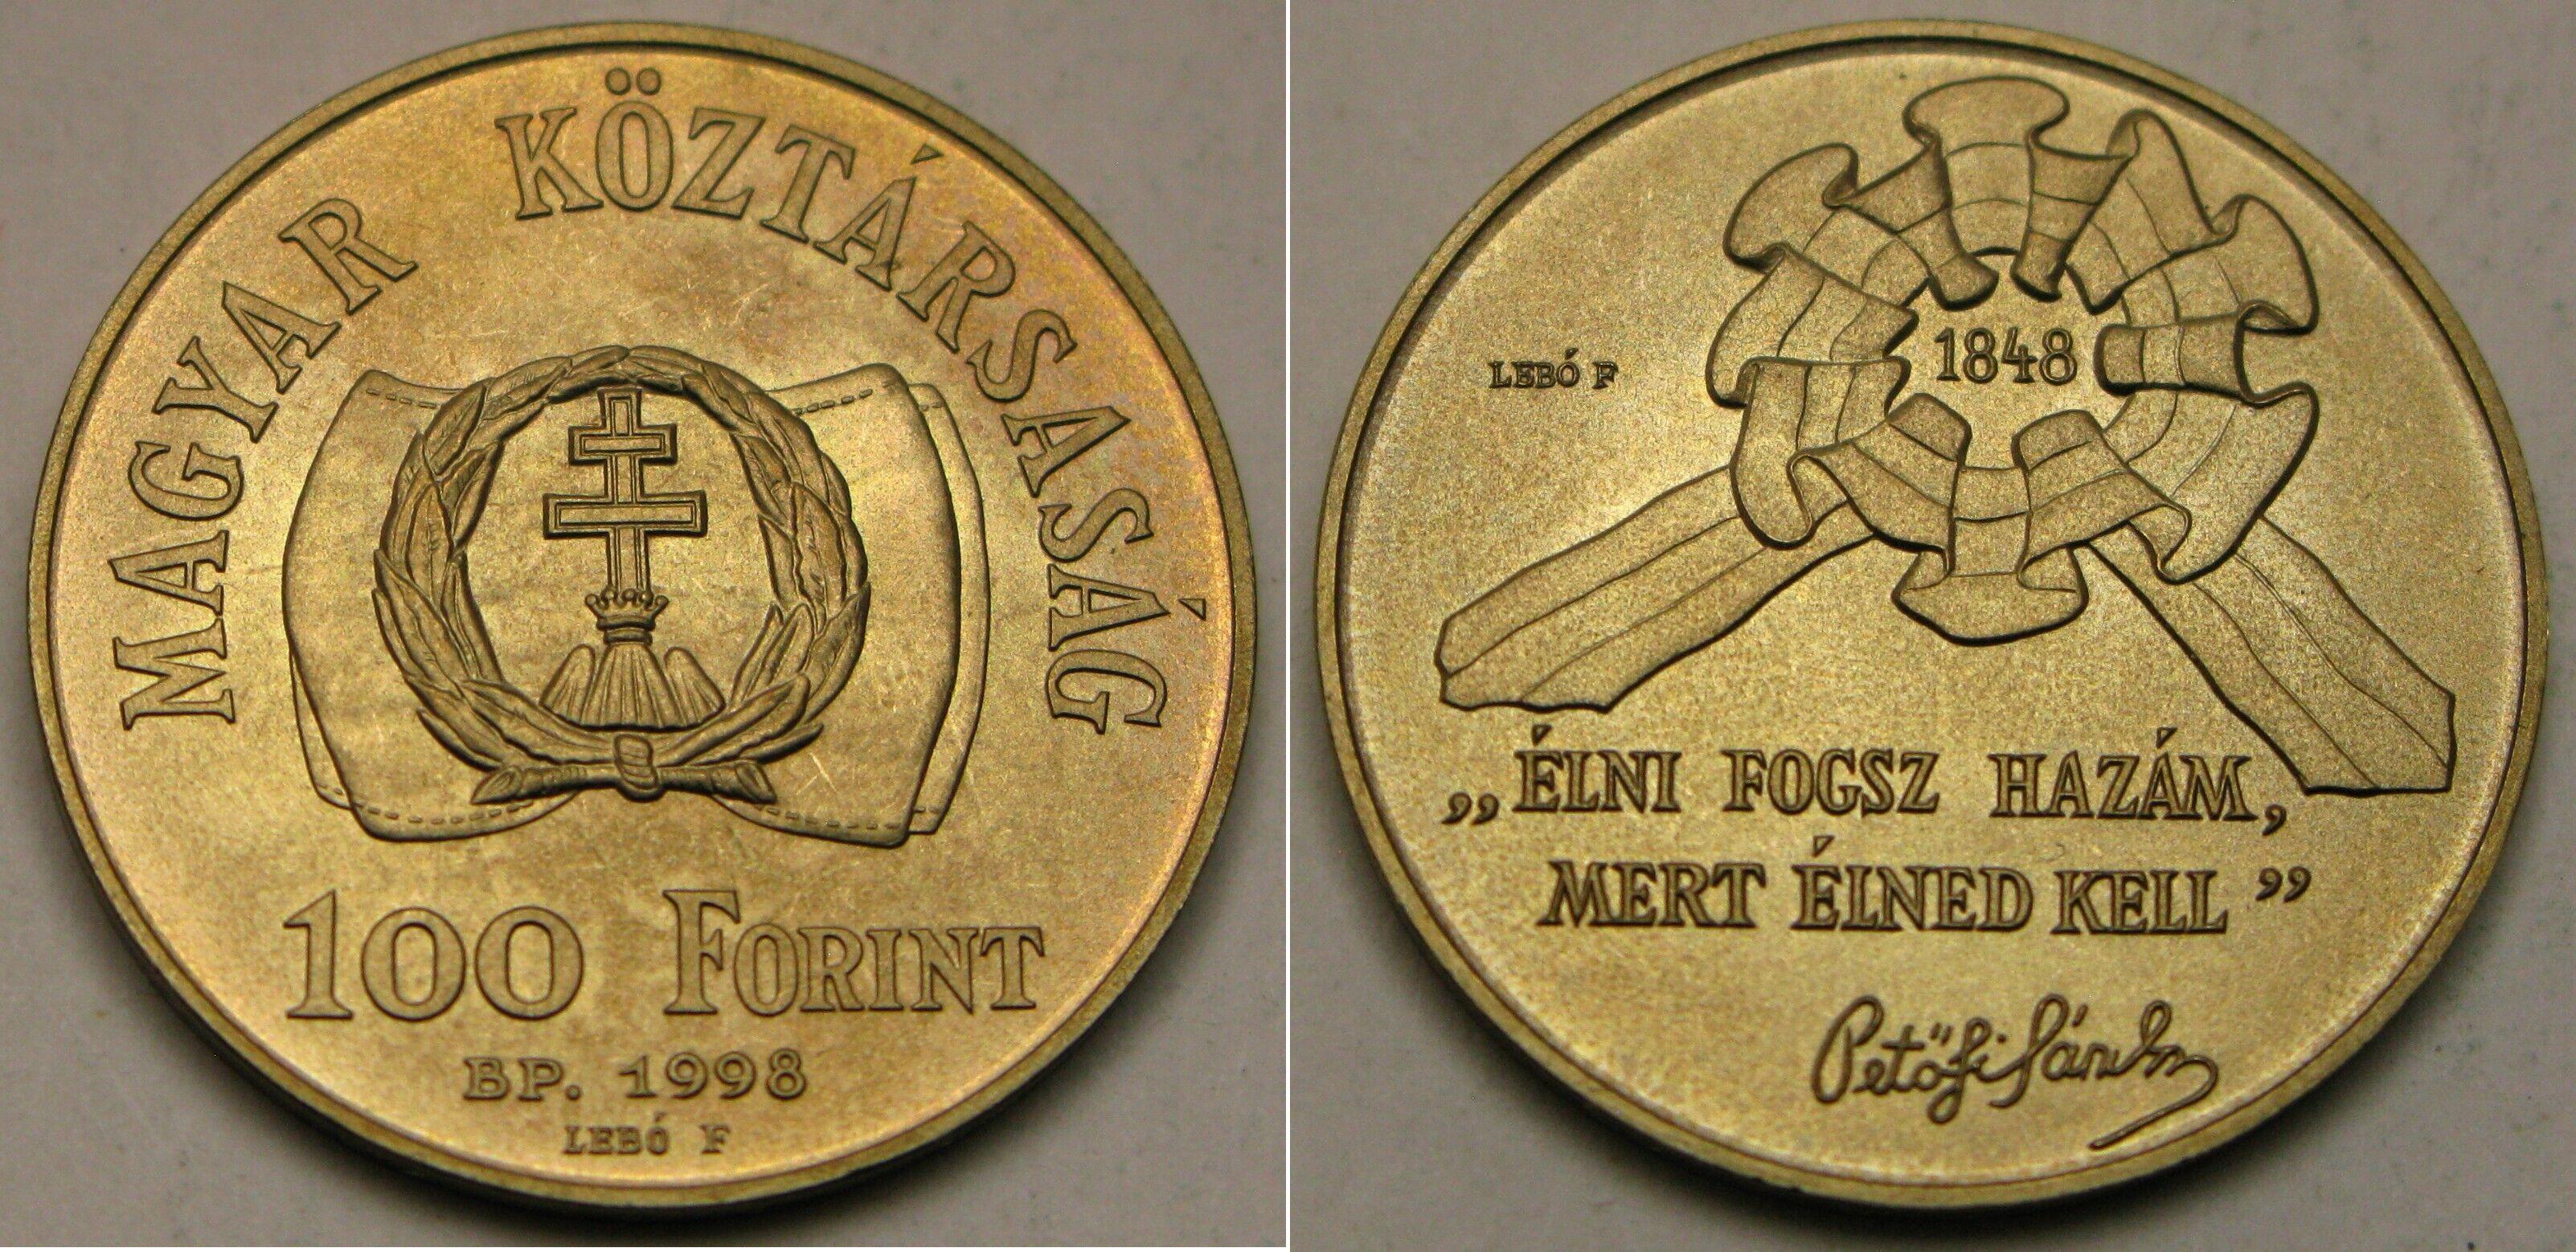 MAGYAR KÖZTÁRSASÁG
100 FORINT
BP. 1998
LEBÓ F
1848
LEBÓ F
„ÉLNI FOGSZ HAZÁM,
MERT ÉLNED KELL”
Petőfi Sándor